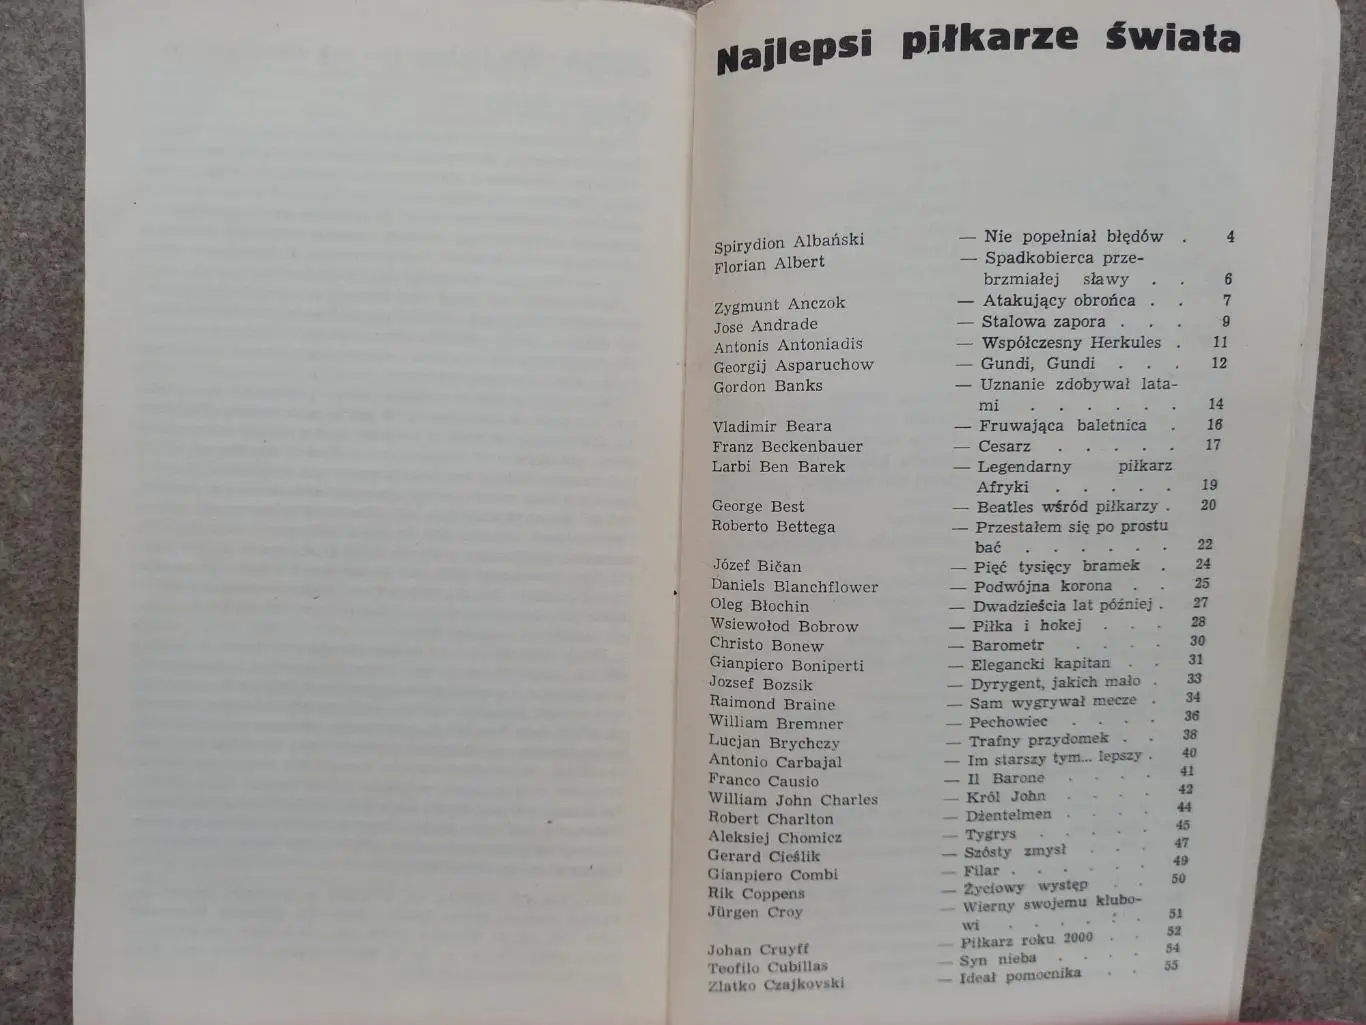 Najlepsi piłkarze świata
Spirydion Albański — Nie popełniał błędów . 4
Florian Albert — Spadkobierca prze-
brzmiałej sławy . . 6
Zygmunt Anczok — Atakujący obrońca . . 7
Jose Andrade — Stalowa zapora . . . 9
Antonis Antoniadis — Współczesny Herkules . 11
Georgij Asparuchow — Gundi, Gundi . . . 12
Gordon Banks — Uznanie zdobywał lata-
mi . . . . . . 14
Vladimir Beara — Fruwająca baletnica . 16
Franz Beckenbauer — Cesarz . . . . . 17
Larbi Ben Barek — Legendarny piłkarz
Afryki . . . . . 19
George Best — Beatles wśród piłkarzy . 20
Roberto Bettega — Przestałem się po prostu
bać . . . . . . 22
Józef Bičan — Pięć tysięcy bramek . 24
Daniels Blanchflower — Podwójna korona . . 25
Oleg Błochin — Dwadzieścia lat później . 27
Wsiewołod Bobrow — Piłka i hokej . . . 28
Christo Bonew — Barometr . . . . 30
Gianpiero Boniperti — Elegancki kapitan . . 31
Jozsef Bozsik — Dyrygent, jakich mało . 33
Raimond Braine — Sam wygrywał mecze . 34
William Bremner — Pechowiec . . . . 36
Lucjan Brychczy — Trafny przydomek . . 38
Antonio Carbajal — Im starszy tym... lepszy . 40
Franco Causio — Il Barone . . . . 41
William John Charles — Król John . . . . 42
Robert Charlton — Dżentelmen . . . . 44
Aleksiej Chomicz — Tygrys . . . . . 45
Gerard Cieślik — Szósty zmysł . . . 47
Gianpiero Combi — Filar . . . . . . 49
Rik Coppens — Życiowy występ . . 50
Jürgen Croy — Wierny swojemu klubo-
wi . . . . . . 51
Johan Cruyff — Piłkarz roku 2000 . . 52
Teofilo Cubillas — Syn nieba . . . . 54
Zlatko Czajkovski — Ideał pomocnika . . 55